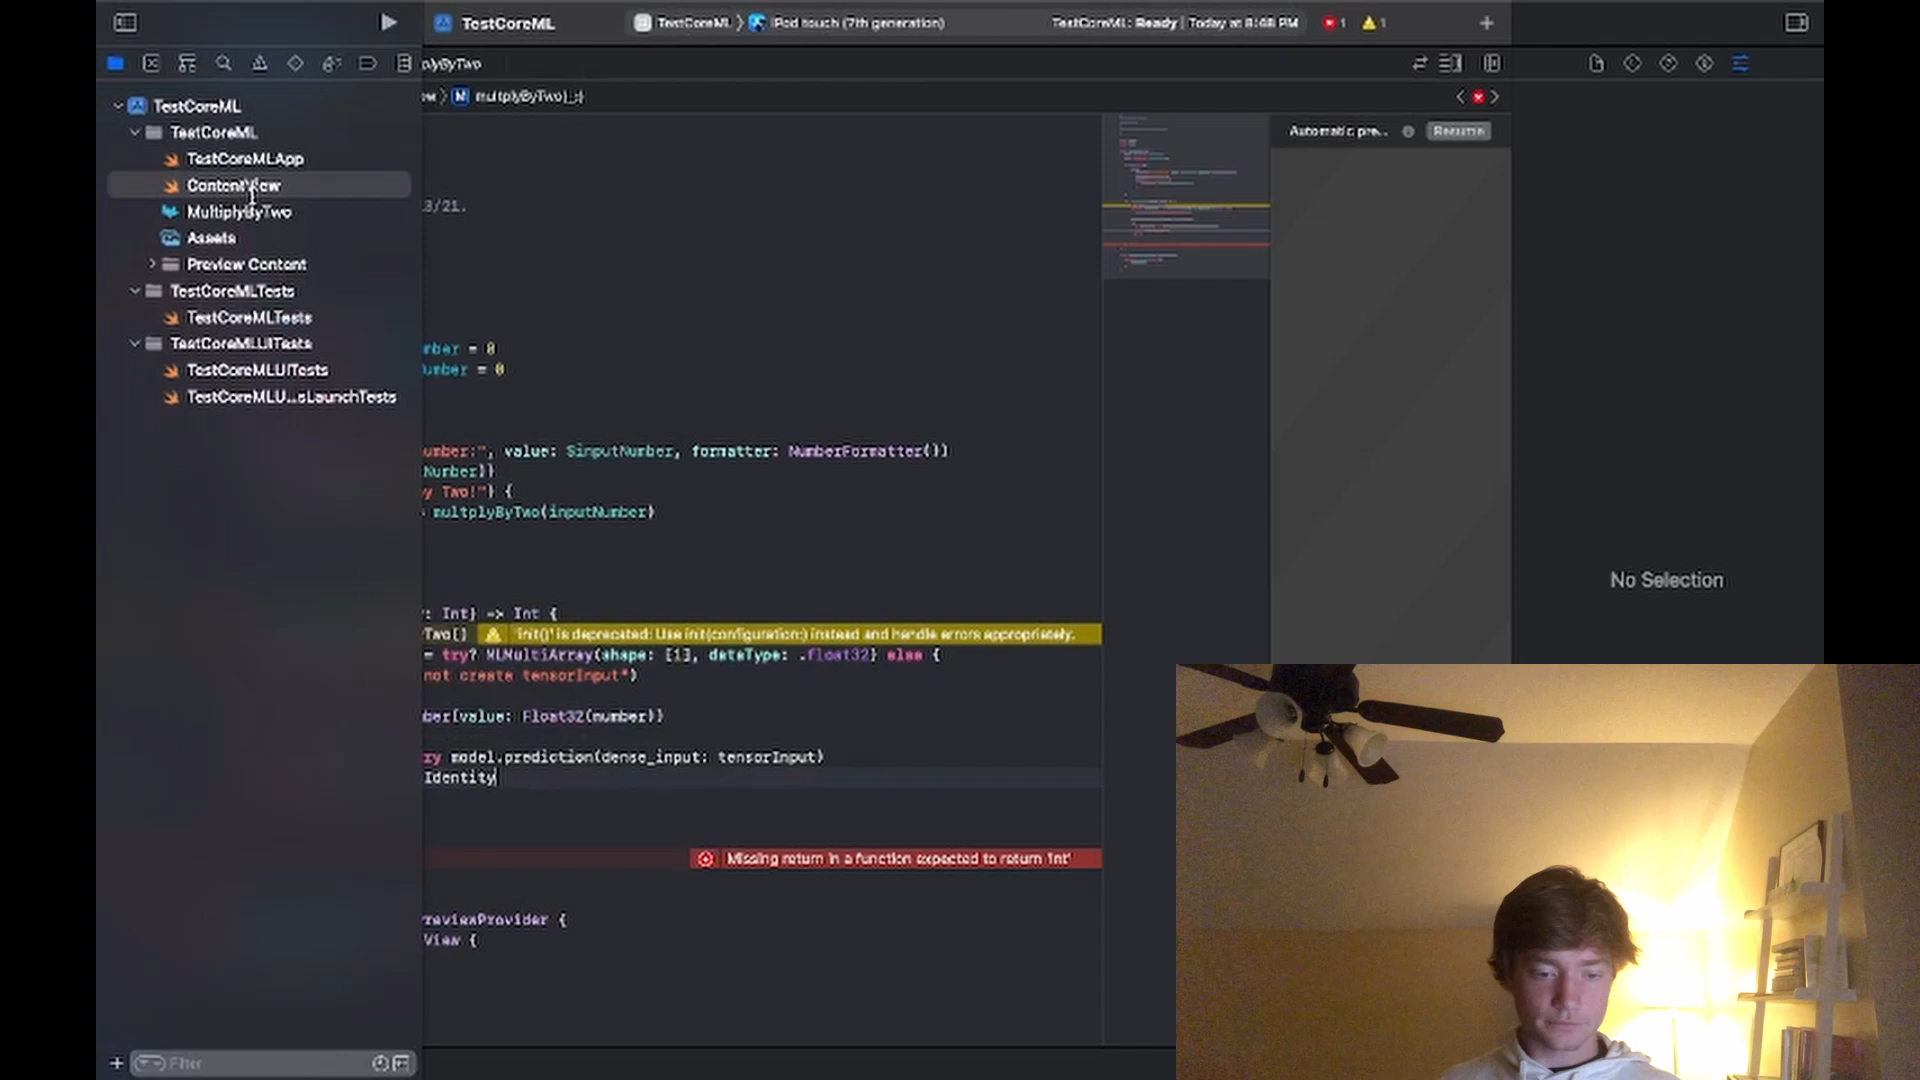 TestCoreML
TestCoreML
iPod touch (7th generation)
TestCoreML: Ready | Today at 8:48 PM
1
1
plyByTwo
ew
M
multplyByTwo(_:)
Automatic pre...
Resume
TestCoreML
TestCoreML
TestCoreMLApp
ContentView
MultiplyByTwo
Assets
Preview Content
TestCoreMLTests
TestCoreMLTests
TestCoreMLUITests
TestCoreMLUITests
TestCoreMLU...sLaunchTests
3/21.
mber = 0
umber = 0
umber:", value: $inputNumber, formatter: NumberFormatter())
Number))
y Two!") {
multplyByTwo(inputNumber)
: Int) -> Int {
Two()
'init()' is deprecated: Use init(configuration:) instead and handle errors appropriately.
= try? MLMultiArray(shape: [1], dataType: .float32) else {
not create tensorInput")
ber(value: Float32(number))
ry model.prediction(dense_input: tensorInput)
Identity
Missing return in a function expected to return 'Int'
reviewProvider {
View {
No Selection
Filter